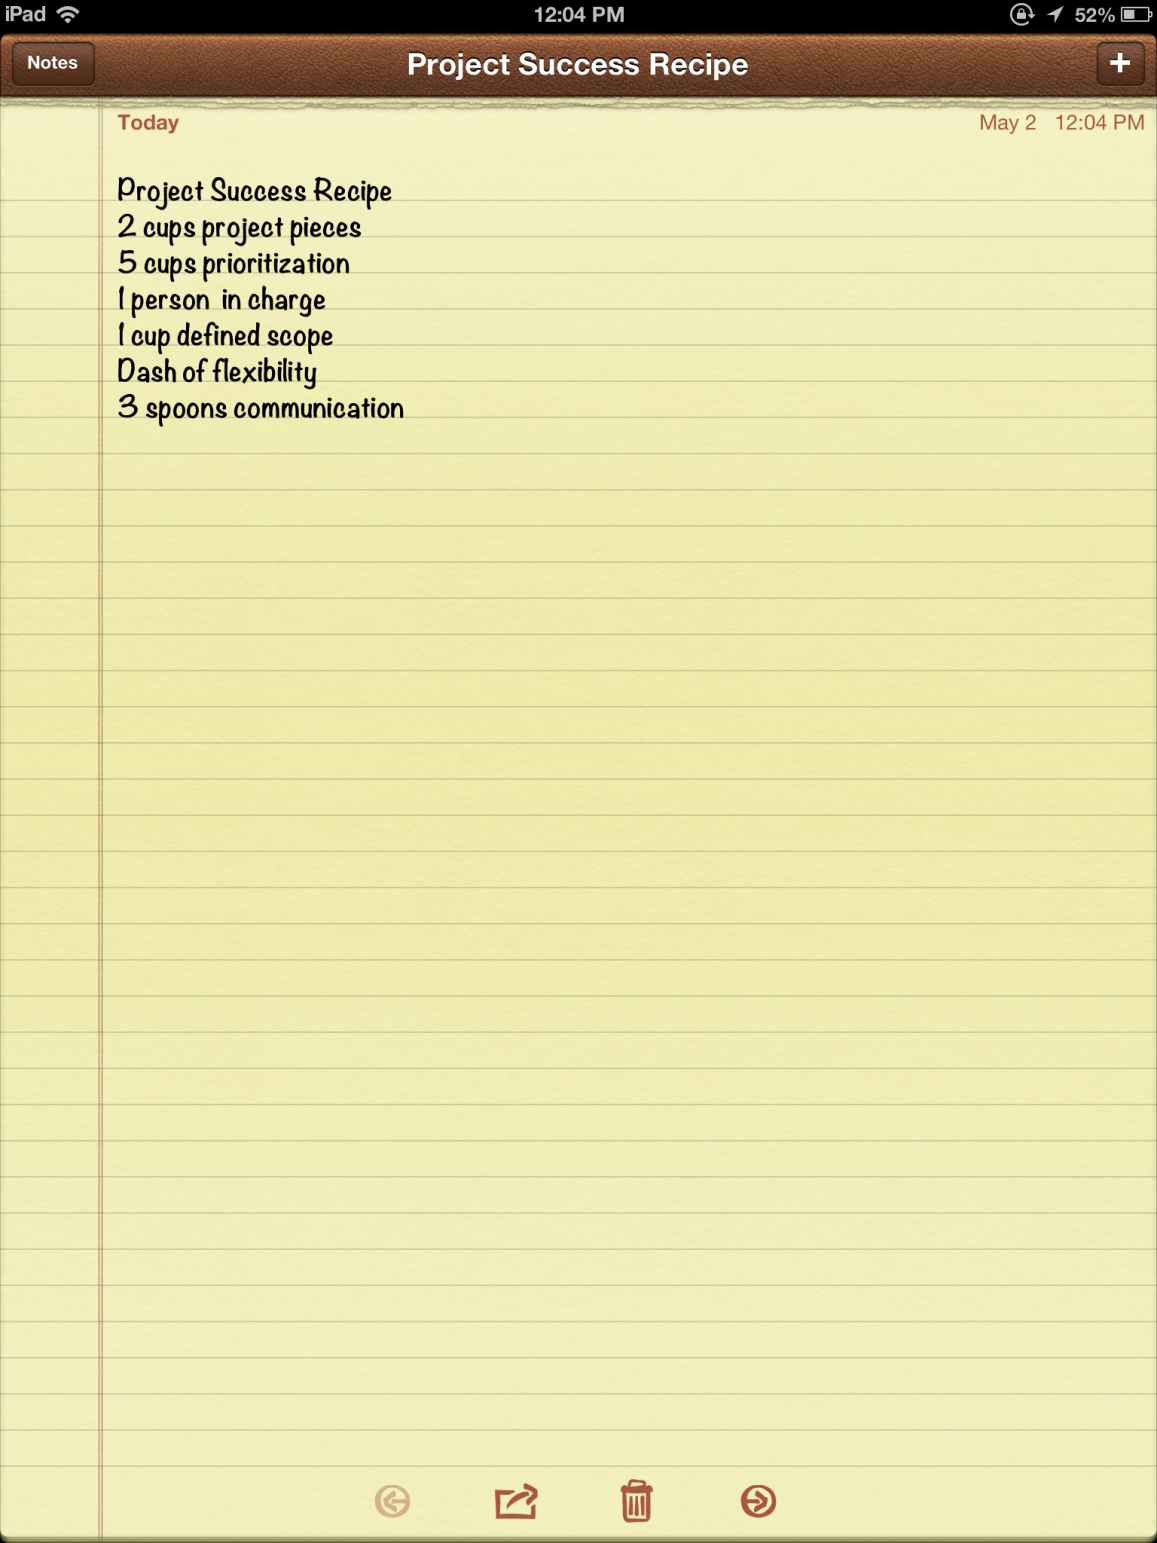 iPad 12:04 PM 52%
Notes Project Success Recipe +
Today May 2 12:04 PM
Project Success Recipe
2 cups project pieces
5 cups prioritization
1 person  in charge
1 cup defined scope
Dash of flexibility
3 spoons communication